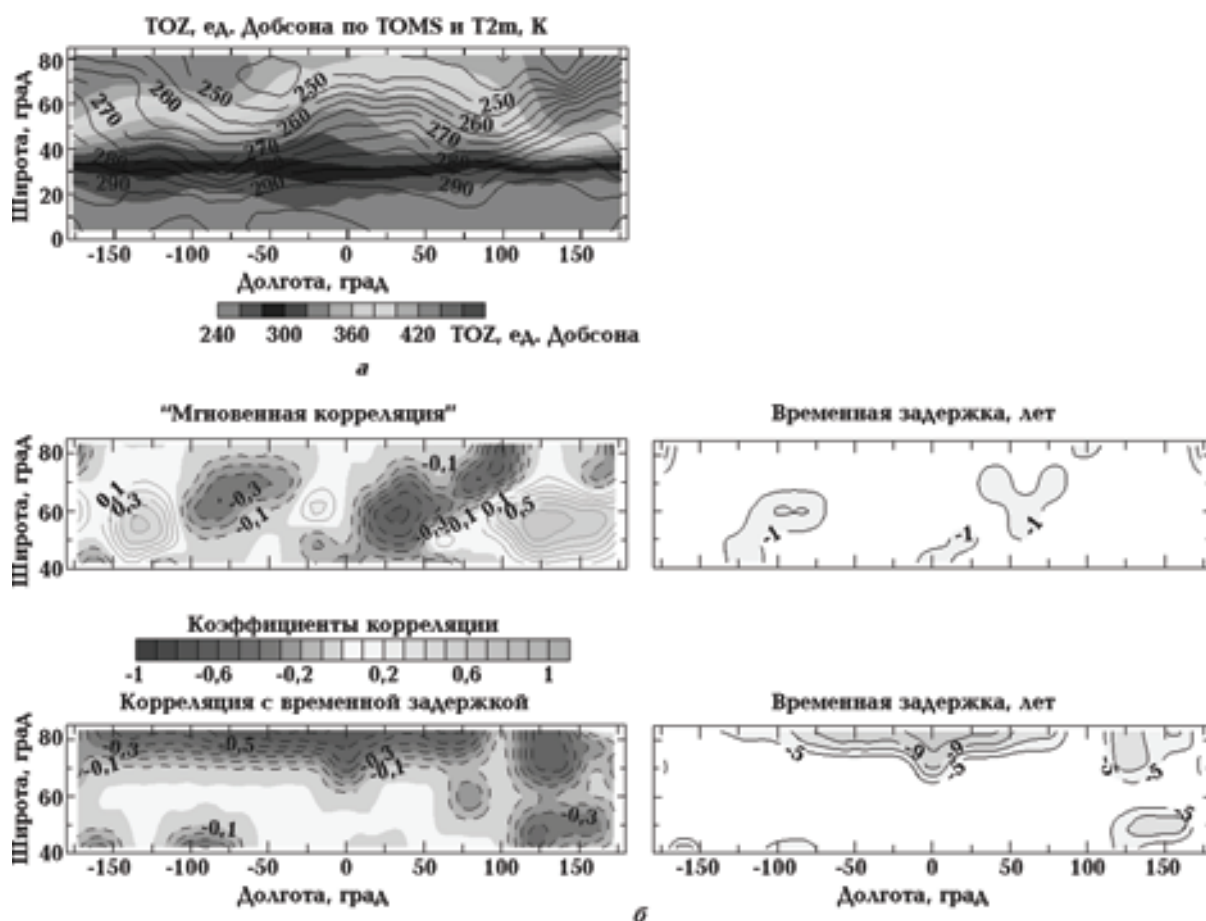 TOZ, ед. Добсона по TOMS и T2m, K
Широта, град
80
60
40
20
0
270
260
250
250
250
260
270
260
270
280
280
280
290
290
290
-150 -100 -50 0 50 100 150
Долгота, град
240 300 360 420 TOZ, ед. Добсона
а
“Мгновенная корреляция”
Временная задержка, лет
Широта, град
80
60
40
0,1
0,3
-0,3
-0,1
-0,1
-0,3
-0,1
0,1
0,5
-1
-1
-1
Коэффициенты корреляции
-1 -0,6 -0,2 0,2 0,6 1
Корреляция с временной задержкой
Временная задержка, лет
Широта, град
80
60
40
-0,3
-0,1
-0,5
-0,3
-0,1
-0,1
-0,3
-5
-9
-9
-5
-5
-5
-150 -100 -50 0 50 100 150
-150 -100 -50 0 50 100 150
Долгота, град
Долгота, град
б